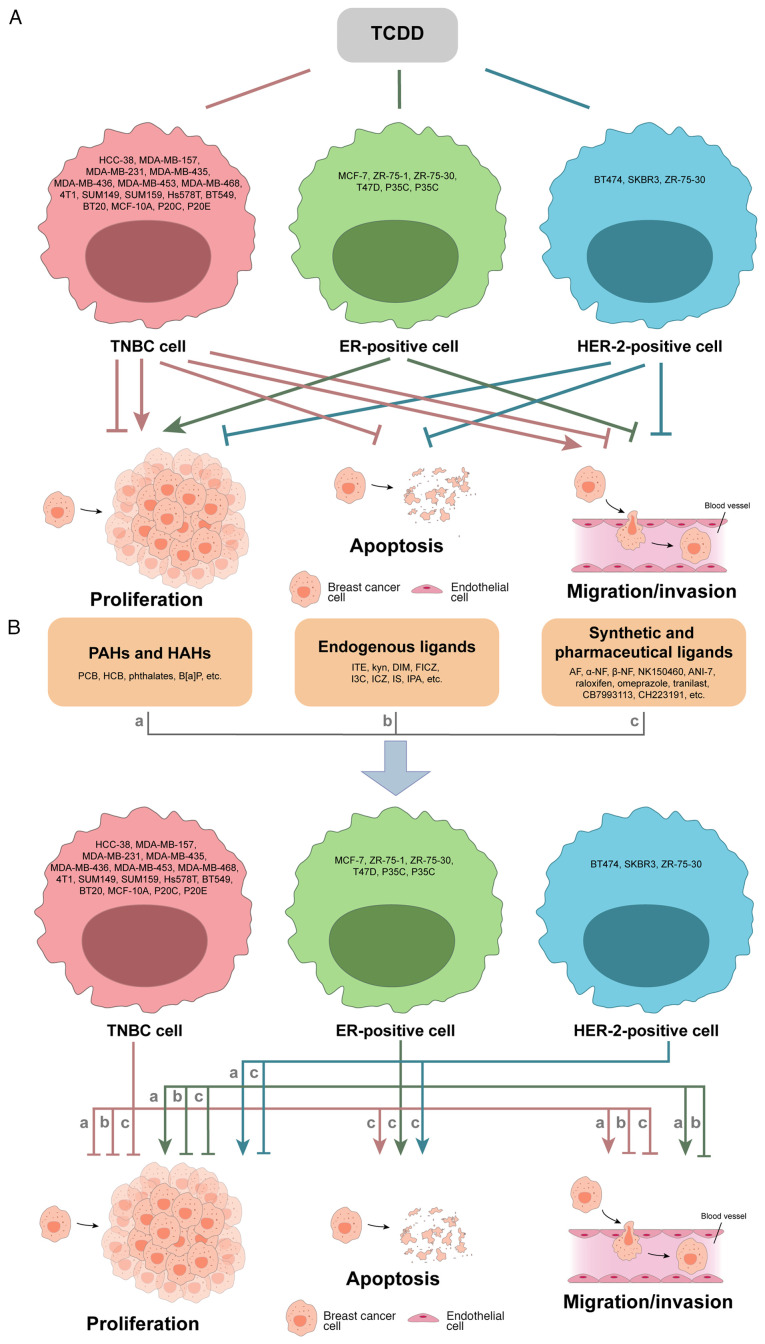 A
TCDD
HCC-38, MDA-MB-157,
MDA-MB-231, MDA-MB-435,
MDA-MB-436, MDA-MB-453, MDA-MB-468,
4T1, SUM149, SUM159, Hs578T, BT549,
BT20, MCF-10A, P20C, P20E
MCF-7, ZR-75-1, ZR-75-30,
T47D, P35C, P35C
BT474, SKBR3, ZR-75-30
TNBC cell
ER-positive cell
HER-2-positive cell
Proliferation
Apoptosis
Blood vessel
Migration/invasion
Breast cancer
cell
Endothelial
cell
B
PAHs and HAHs
PCB, HCB, phthalates, B[a]P, etc.
Endogenous ligands
ITE, kyn, DIM, FICZ,
I3C, ICZ, IS, IPA, etc.
Synthetic and
pharmaceutical ligands
AF, α-NF, β-NF, NK150460, ANI-7,
raloxifen, omeprazole, tranilast,
CB7993113, CH223191, etc.
a
b
c
HCC-38, MDA-MB-157,
MDA-MB-231, MDA-MB-435,
MDA-MB-436, MDA-MB-453, MDA-MB-468,
4T1, SUM149, SUM159, Hs578T, BT549,
BT20, MCF-10A, P20C, P20E
MCF-7, ZR-75-1, ZR-75-30,
T47D, P35C, P35C
BT474, SKBR3, ZR-75-30
TNBC cell
ER-positive cell
HER-2-positive cell
a c
a b c
a b
a b c
c c c
a b c
Proliferation
Apoptosis
Blood vessel
Migration/invasion
Breast cancer
cell
Endothelial
cell